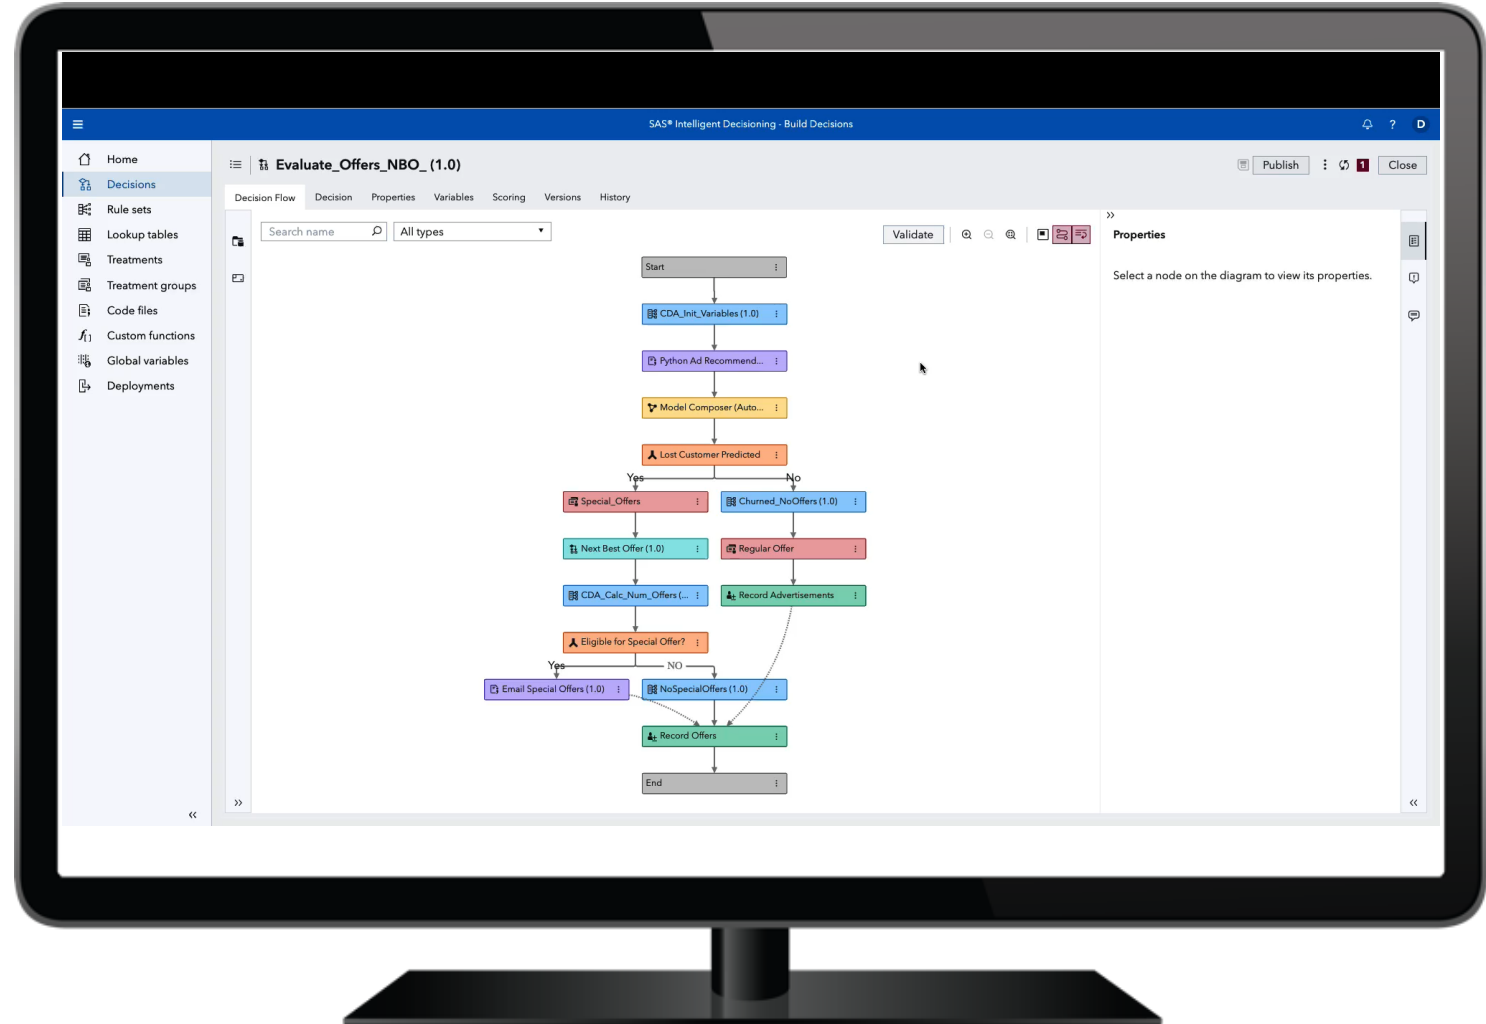 SAS® Intelligent Decisioning - Build Decisions
?
D
Home
Decisions
Rule sets
Lookup tables
Treatments
Treatment groups
Code files
Custom functions
Global variables
Deployments
Evaluate_Offers_NBO_ (1.0)
Publish
1
Close
Decision Flow
Decision
Properties
Variables
Scoring
Versions
History
Search name
All types
Validate
Properties
Select a node on the diagram to view its properties.
Start
CDA_Init_Variables (1.0)
Python Ad Recommend...
Model Composer (Auto...
Lost Customer Predicted
Yes
No
Special_Offers
Churned_NoOffers (1.0)
Next Best Offer (1.0)
Regular Offer
CDA_Calc_Num_Offers (...
Record Advertisements
Eligible for Special Offer?
Yes
NO
Email Special Offers (1.0)
NoSpecialOffers (1.0)
Record Offers
End